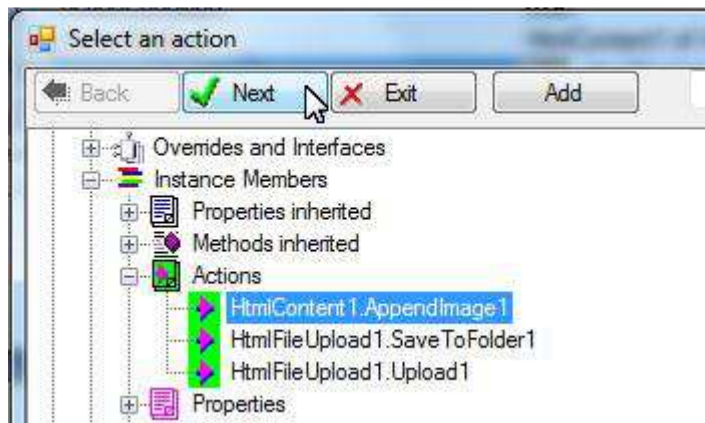 Select an action
Back Next Exit Add
Overrides and Interfaces
Instance Members
Properties inherited
Methods inherited
Actions
HtmlContent1.AppendImage1
HtmlFileUpload1.SaveToFolder1
HtmlFileUpload1.Upload1
Properties